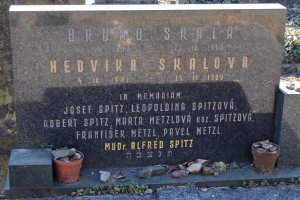 BRUNO SKALA
HEDVIKA SKÁLOVÁ
IN MEMORIAM
JOSEF SPITZ, LEOPOLDINA SPITZOVÁ,
ROBERT SPITZ, MARTA METZLOVÁ roz. SPITZOVÁ,
FRANTIŠEK METZL, PAVEL METZL
MUDr. ALFRÉD SPITZ
ת נ צ ב ה